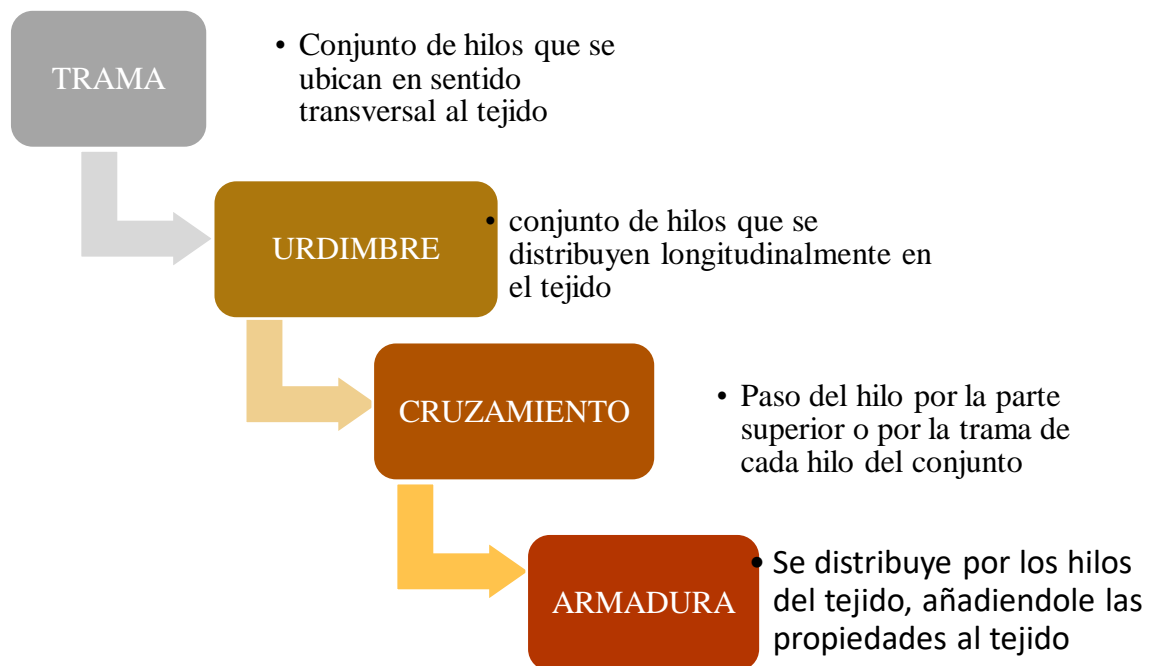 TRAMA
• Conjunto de hilos que se
ubican en sentido
transversal al tejido
URDIMBRE
• conjunto de hilos que se
distribuyen longitudinalmente en
el tejido
CRUZAMIENTO
• Paso del hilo por la parte
superior o por la trama de
cada hilo del conjunto
ARMADURA
• Se distribuye por los hilos
del tejido, añadiendole las
propiedades al tejido